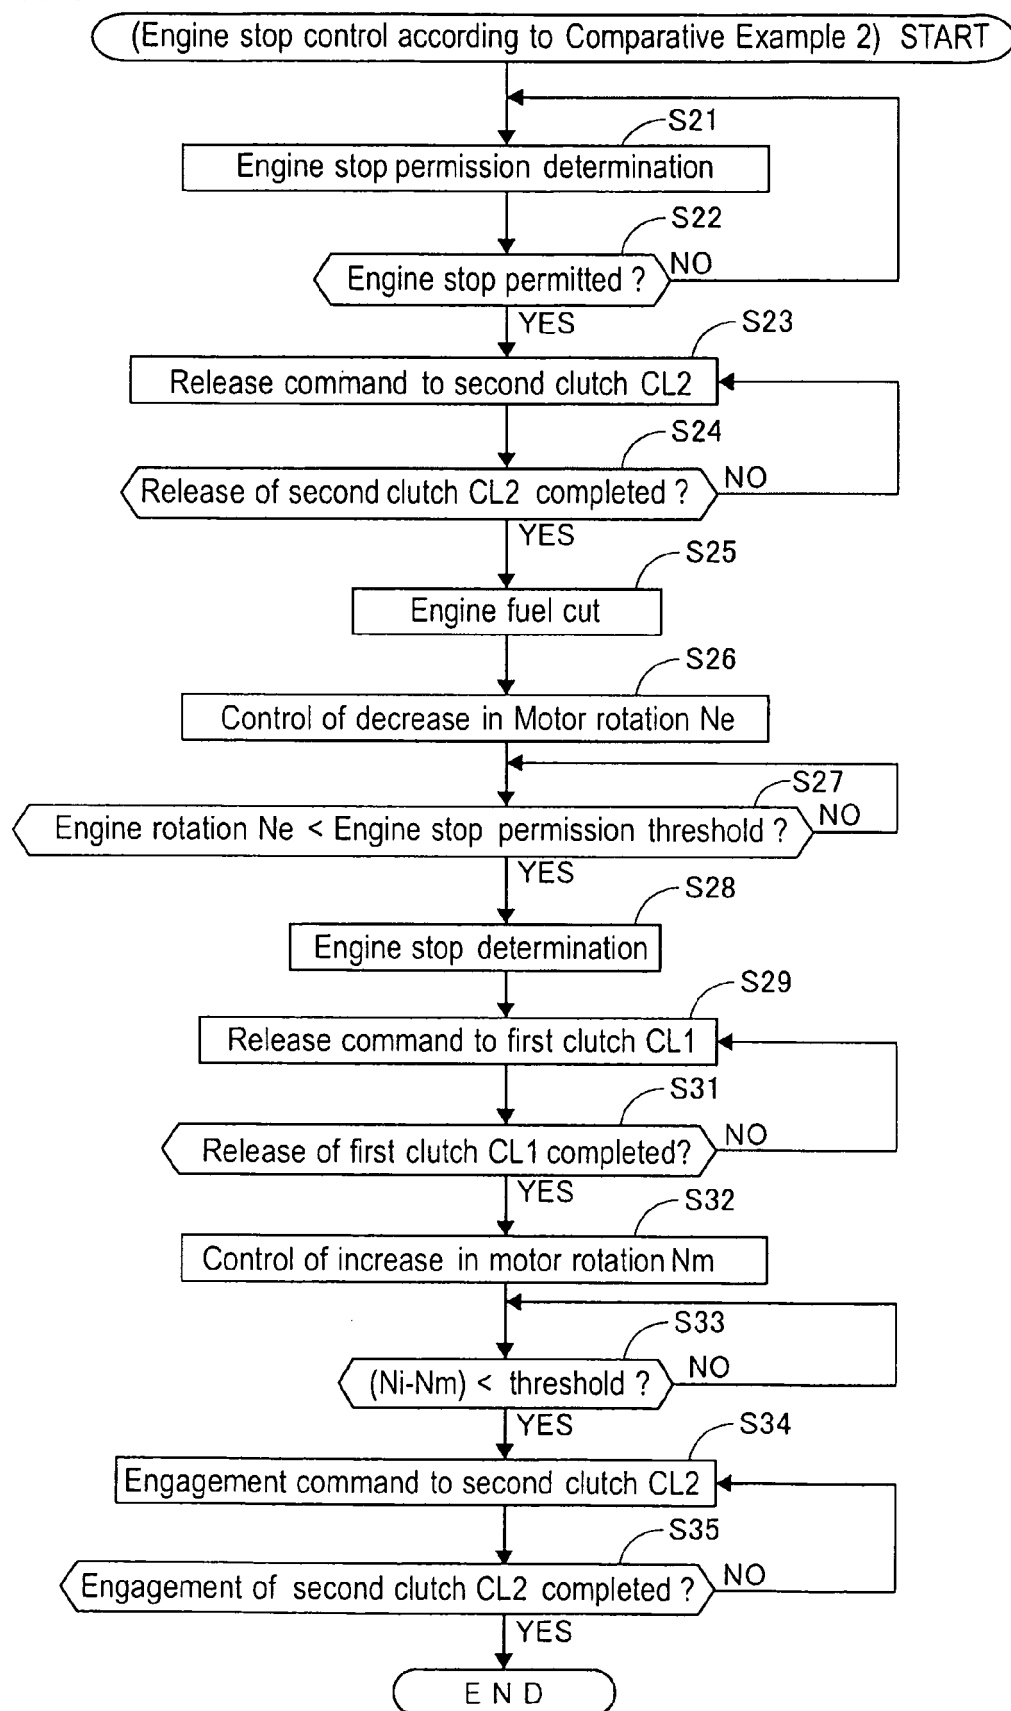 (Engine stop control according to Comparative Example 2) START
S21
Engine stop permission determination
S22
Engine stop permitted ?
NO
YES
S23
Release command to second clutch CL2
S24
Release of second clutch CL2 completed ?
NO
YES
S25
Engine fuel cut
S26
Control of decrease in Motor rotation Ne
S27
Engine rotation Ne < Engine stop permission threshold ?
NO
YES
S28
Engine stop determination
S29
Release command to first clutch CL1
S31
Release of first clutch CL1 completed?
NO
YES
S32
Control of increase in motor rotation Nm
S33
(Ni-Nm) < threshold ?
NO
YES
S34
Engagement command to second clutch CL2
S35
Engagement of second clutch CL2 completed ?
NO
YES
END